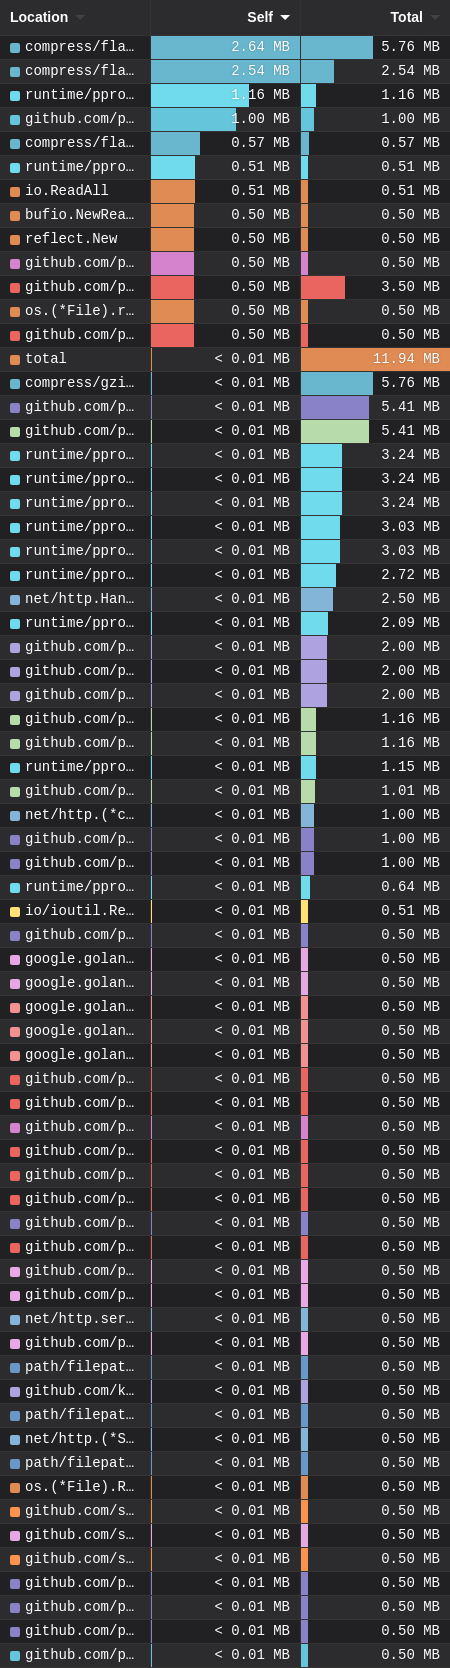 Location Self Total
compress/fla… 2.64 MB 5.76 MB
compress/fla… 2.54 MB 2.54 MB
runtime/ppro… 1.16 MB 1.16 MB
github.com/p… 1.00 MB 1.00 MB
compress/fla… 0.57 MB 0.57 MB
runtime/ppro… 0.51 MB 0.51 MB
io.ReadAll 0.51 MB 0.51 MB
bufio.NewRea… 0.50 MB 0.50 MB
reflect.New 0.50 MB 0.50 MB
github.com/p… 0.50 MB 0.50 MB
github.com/p… 0.50 MB 3.50 MB
os.(*File).r… 0.50 MB 0.50 MB
github.com/p… 0.50 MB 0.50 MB
total < 0.01 MB 11.94 MB
compress/gzi… < 0.01 MB 5.76 MB
github.com/p… < 0.01 MB 5.41 MB
github.com/p… < 0.01 MB 5.41 MB
runtime/ppro… < 0.01 MB 3.24 MB
runtime/ppro… < 0.01 MB 3.24 MB
runtime/ppro… < 0.01 MB 3.24 MB
runtime/ppro… < 0.01 MB 3.03 MB
runtime/ppro… < 0.01 MB 3.03 MB
runtime/ppro… < 0.01 MB 2.72 MB
net/http.Han… < 0.01 MB 2.50 MB
runtime/ppro… < 0.01 MB 2.09 MB
github.com/p… < 0.01 MB 2.00 MB
github.com/p… < 0.01 MB 2.00 MB
github.com/p… < 0.01 MB 2.00 MB
github.com/p… < 0.01 MB 1.16 MB
github.com/p… < 0.01 MB 1.16 MB
runtime/ppro… < 0.01 MB 1.15 MB
github.com/p… < 0.01 MB 1.01 MB
net/http.(*c… < 0.01 MB 1.00 MB
github.com/p… < 0.01 MB 1.00 MB
github.com/p… < 0.01 MB 1.00 MB
runtime/ppro… < 0.01 MB 0.64 MB
io/ioutil.Re… < 0.01 MB 0.51 MB
github.com/p… < 0.01 MB 0.50 MB
google.golan… < 0.01 MB 0.50 MB
google.golan… < 0.01 MB 0.50 MB
google.golan… < 0.01 MB 0.50 MB
google.golan… < 0.01 MB 0.50 MB
google.golan… < 0.01 MB 0.50 MB
github.com/p… < 0.01 MB 0.50 MB
github.com/p… < 0.01 MB 0.50 MB
github.com/p… < 0.01 MB 0.50 MB
github.com/p… < 0.01 MB 0.50 MB
github.com/p… < 0.01 MB 0.50 MB
github.com/p… < 0.01 MB 0.50 MB
github.com/p… < 0.01 MB 0.50 MB
github.com/p… < 0.01 MB 0.50 MB
github.com/p… < 0.01 MB 0.50 MB
github.com/p… < 0.01 MB 0.50 MB
net/http.ser… < 0.01 MB 0.50 MB
github.com/p… < 0.01 MB 0.50 MB
path/filepat… < 0.01 MB 0.50 MB
github.com/k… < 0.01 MB 0.50 MB
path/filepat… < 0.01 MB 0.50 MB
net/http.(*S… < 0.01 MB 0.50 MB
path/filepat… < 0.01 MB 0.50 MB
os.(*File).R… < 0.01 MB 0.50 MB
github.com/s… < 0.01 MB 0.50 MB
github.com/s… < 0.01 MB 0.50 MB
github.com/s… < 0.01 MB 0.50 MB
github.com/p… < 0.01 MB 0.50 MB
github.com/p… < 0.01 MB 0.50 MB
github.com/p… < 0.01 MB 0.50 MB
github.com/p… < 0.01 MB 0.50 MB